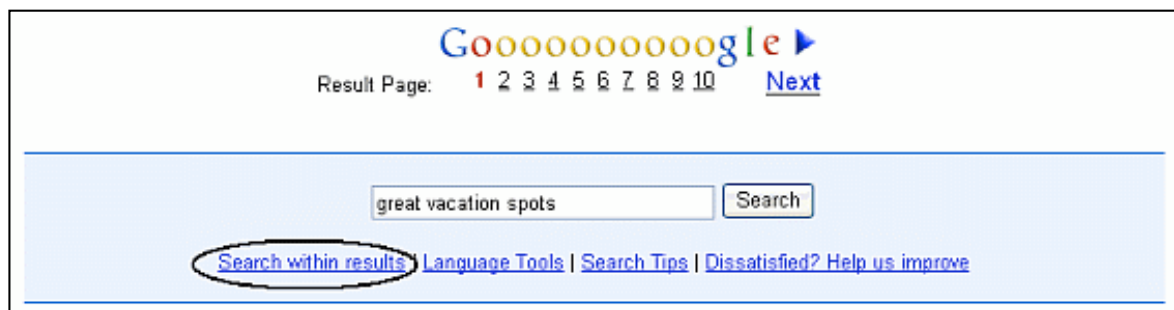 Goooooooooogle
Result Page: 1 2 3 4 5 6 7 8 9 10 Next
great vacation spots Search
Search within results | Language Tools | Search Tips | Dissatisfied? Help us improve